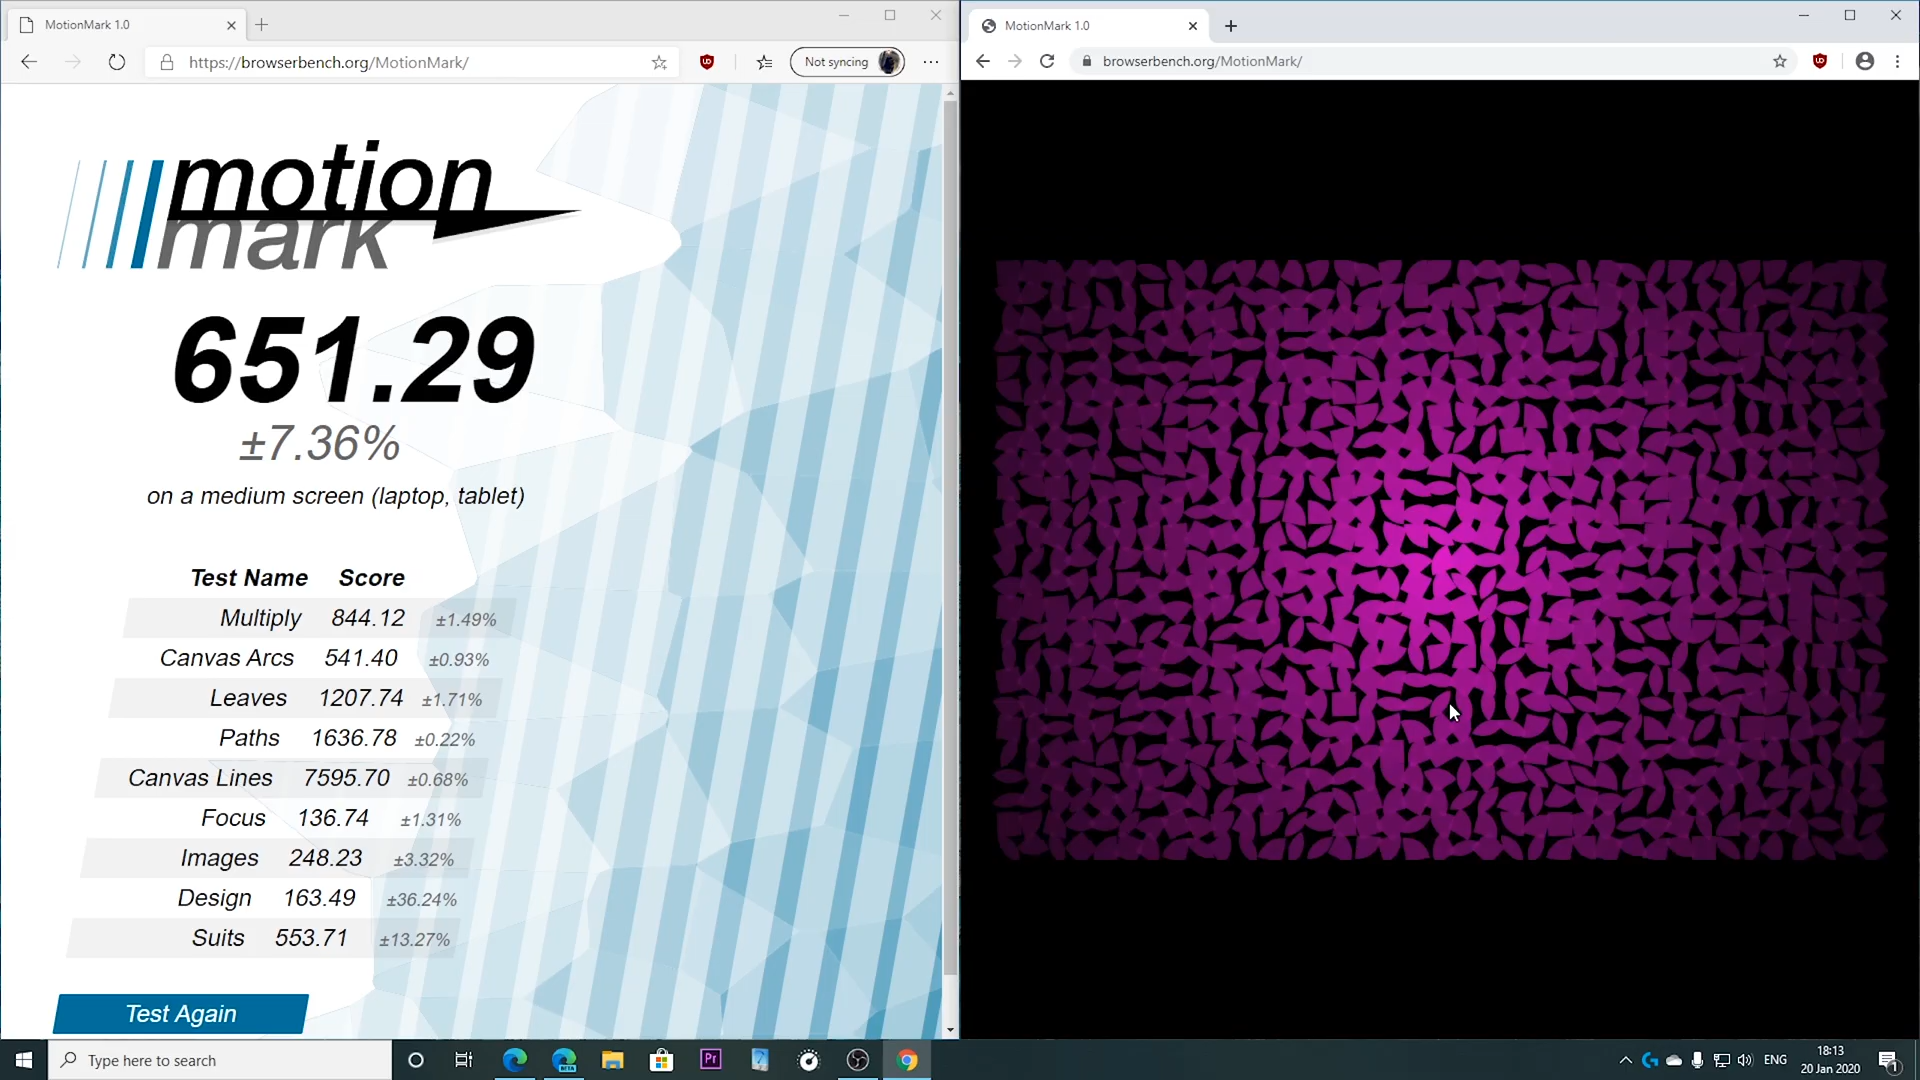 MotionMark 1.0
https://browserbench.org/MotionMark/
Not syncing
motion
mark
651.29
±7.36%
on a medium screen (laptop, tablet)
Test Name Score
Multiply 844.12 ±1.49%
Canvas Arcs 541.40 ±0.93%
Leaves 1207.74 ±1.71%
Paths 1636.78 ±0.22%
Canvas Lines 7595.70 ±0.68%
Focus 136.74 ±1.31%
Images 248.23 ±3.32%
Design 163.49 ±36.24%
Suits 553.71 ±13.27%
Test Again
MotionMark 1.0
browserbench.org/MotionMark/
Type here to search
BETA
Pr
ENG
18:13
20 Jan 2020
1